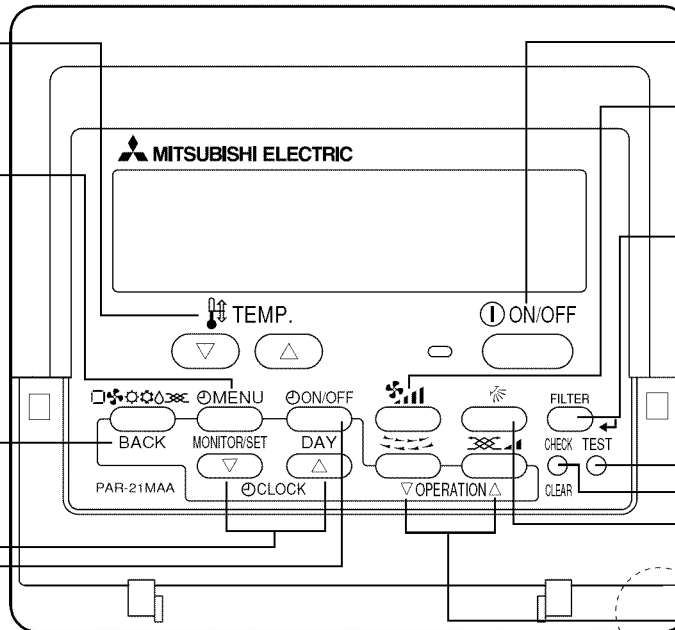 MITSUBISHI ELECTRIC
TEMP.
ON/OFF
MENU
ON/OFF
FILTER
BACK
MONITOR/SET
DAY
CHECK
TEST
PAR-21MAA
CLOCK
OPERATION
CLEAR